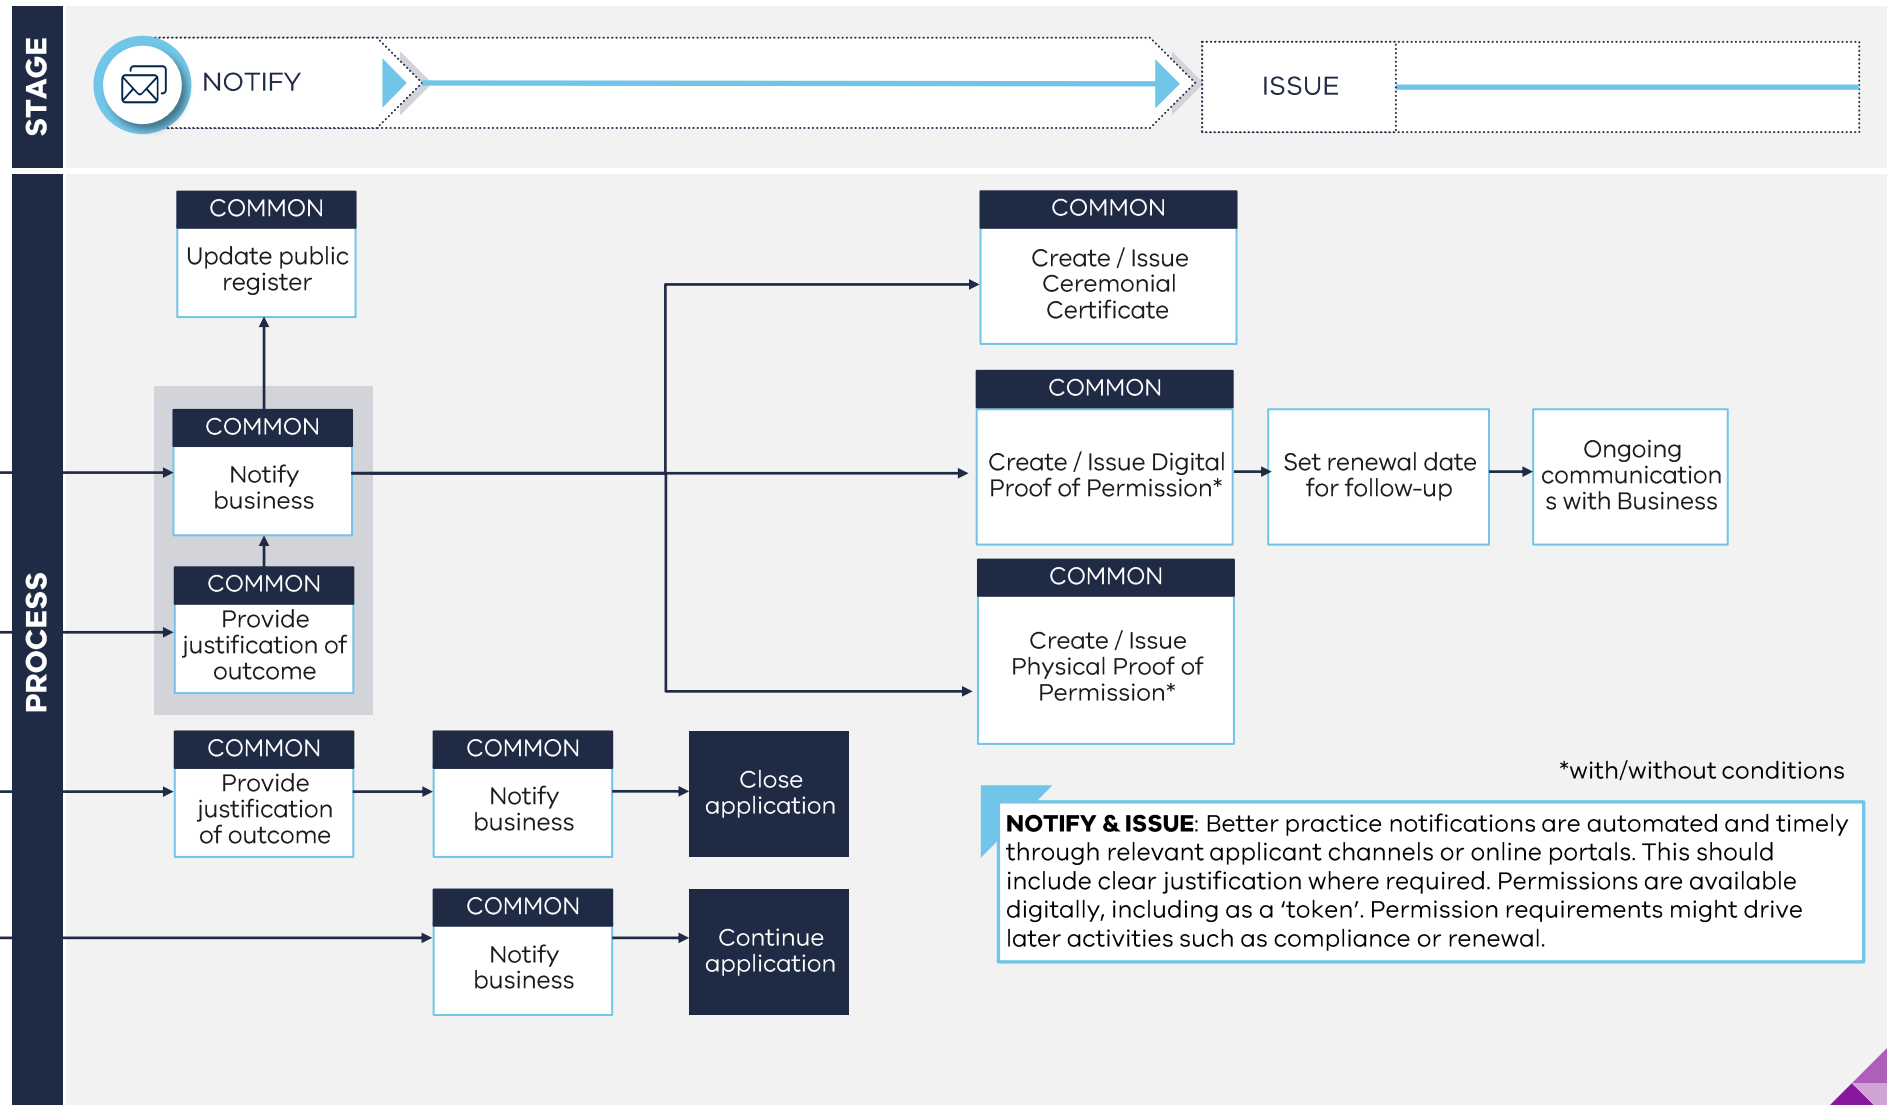 STAGE
NOTIFY
ISSUE
PROCESS
COMMON
Update public
register
COMMON
Notify
business
COMMON
Provide
justification of
outcome
COMMON
Provide
justification
of outcome
COMMON
Notify
business
Close
application
COMMON
Notify
business
Continue
application
COMMON
Create / Issue
Ceremonial
Certificate
COMMON
Create / Issue Digital
Proof of Permission*
Set renewal date
for follow-up
Ongoing
communication
s with Business
COMMON
Create / Issue
Physical Proof of
Permission*
*with/without conditions
NOTIFY & ISSUE: Better practice notifications are automated and timely
through relevant applicant channels or online portals. This should
include clear justification where required. Permissions are available
digitally, including as a ‘token’. Permission requirements might drive
later activities such as compliance or renewal.